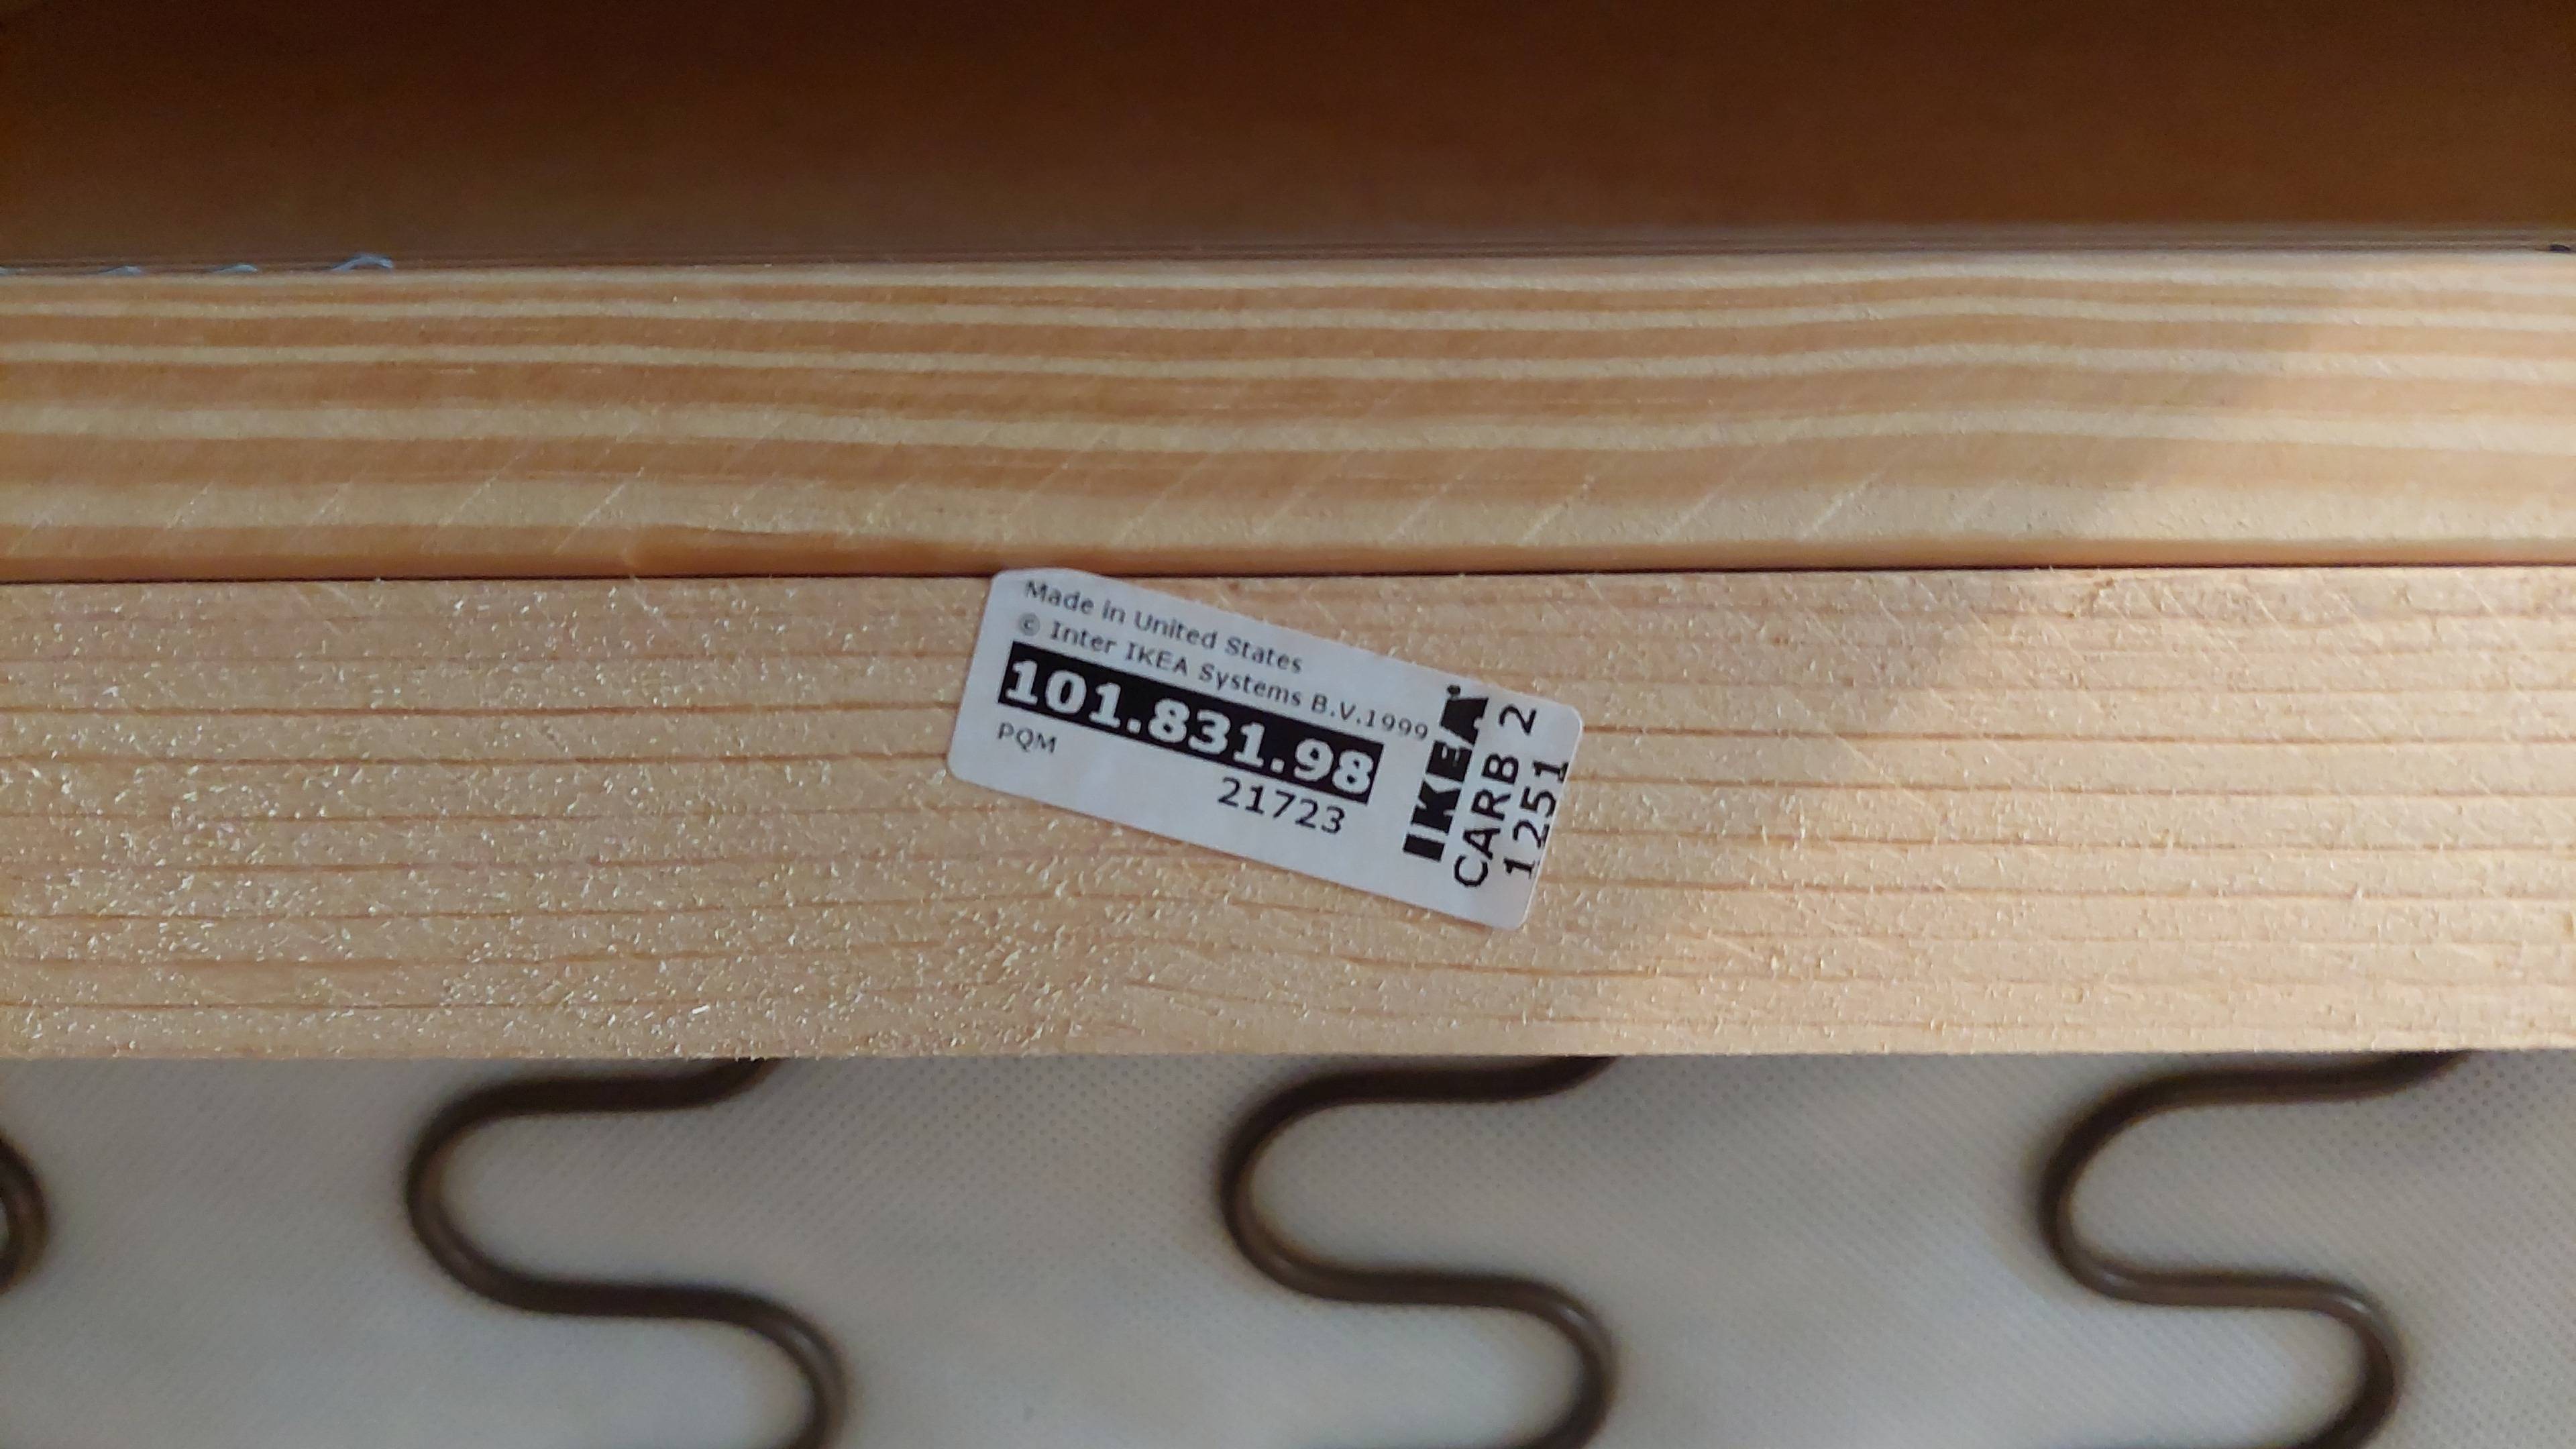 Made in United States
© Inter IKEA Systems B.V.1999
101.831.98
PQM
21723
IKEA
CARB 2
1251